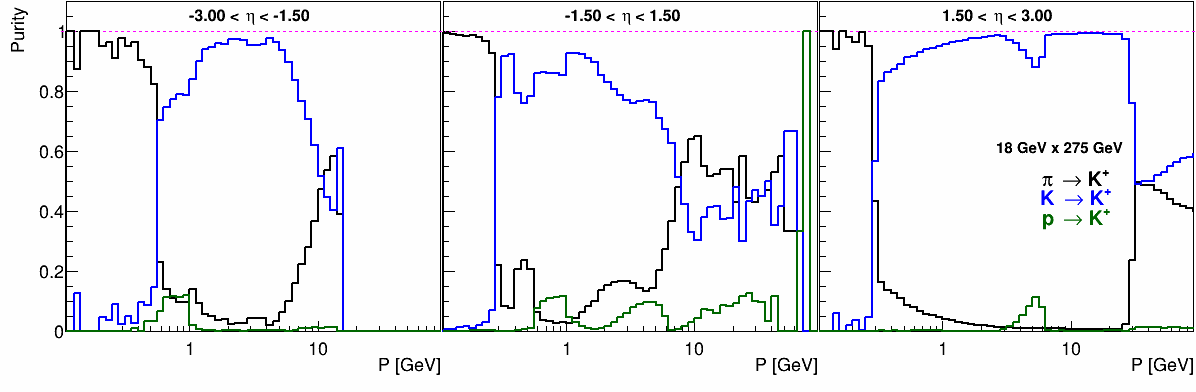 -3.00 < η < -1.50
-1.50 < η < 1.50
1.50 < η < 3.00
Purity
1
0.8
0.6
0.4
0.2
0
18 GeV x 275 GeV
π → K⁺
K → K⁺
p → K⁺
1
10
1
10
1
10
P [GeV]
P [GeV]
P [GeV]